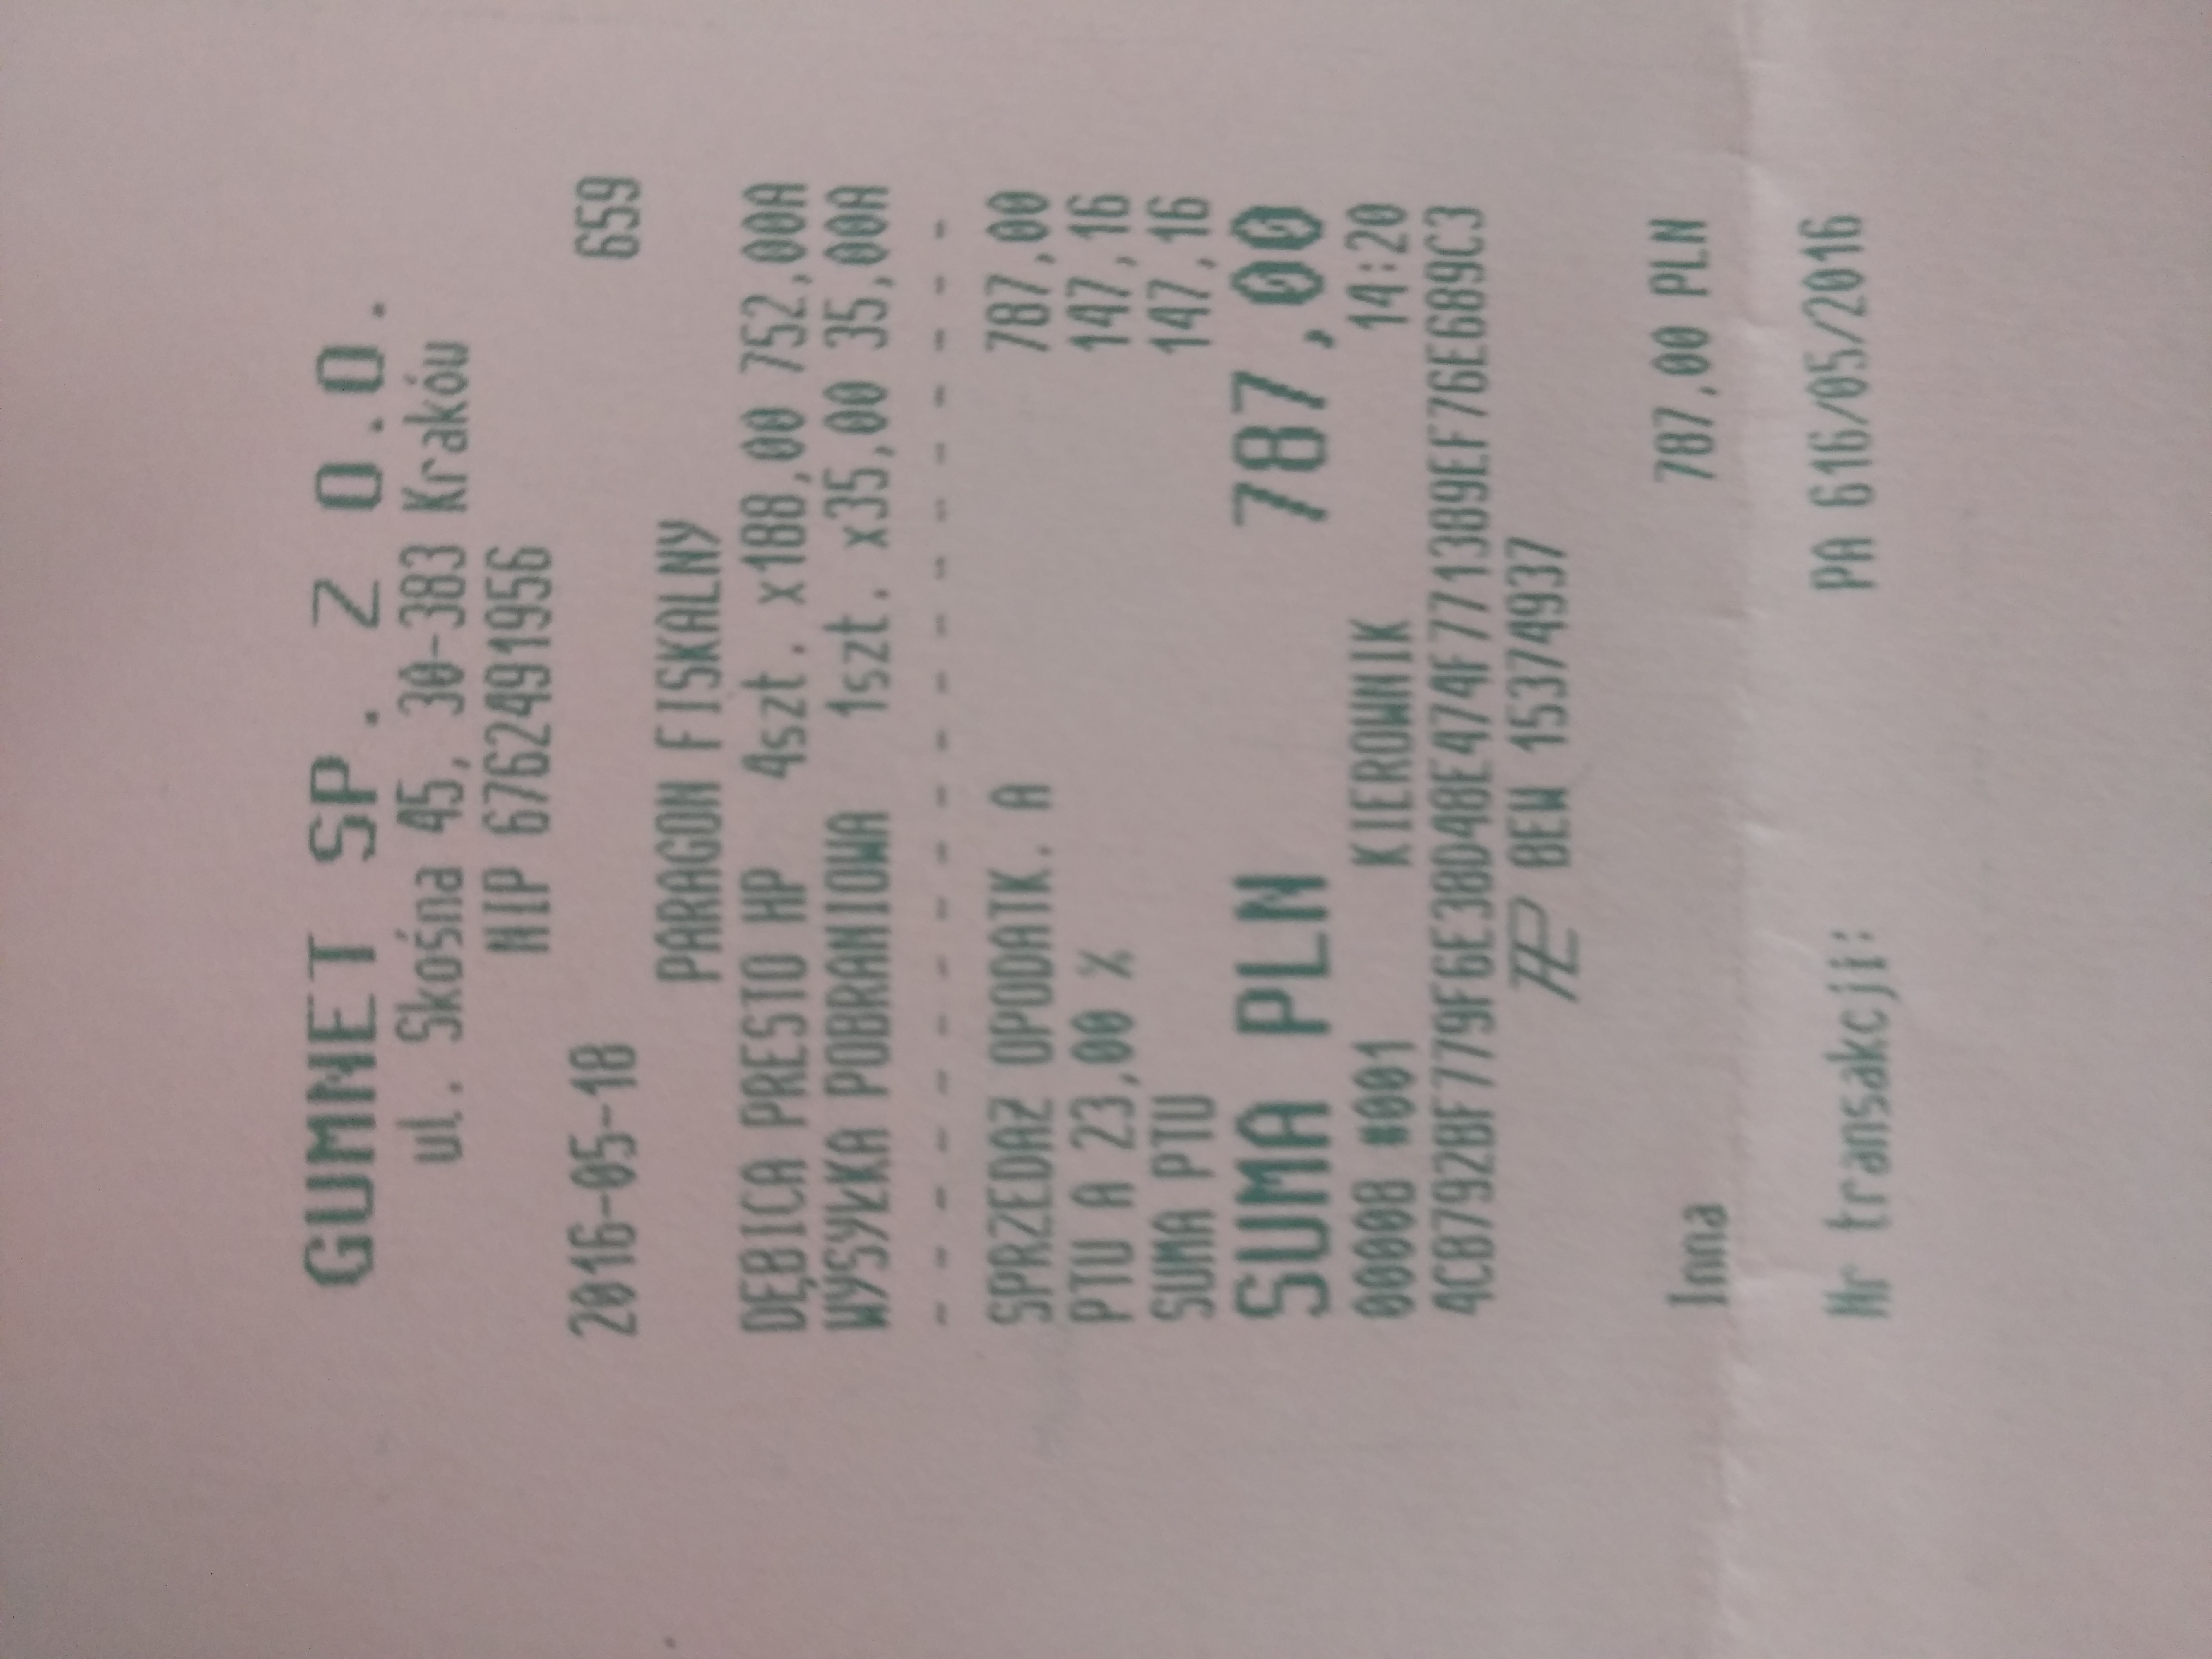 GUMNET SP. Z O.O.
ul. Skośna 45, 30-383 Kraków
NIP 6762491956
2016-05-18 659
PARAGON FISKALNY
DĘBICA PRESTO HP 4szt. x188,00 752,00A
WYSYŁKA POBRANIOWA 1szt. x35,00 35,00A
- - - - - - - - - - - - - - - - - - - -
SPRZEDAŻ OPODATK. A 787,00
PTU A 23,00 % 147,16
SUMA PTU 147,16
SUMA PLN 787,00
00008 #001 KIEROWNIK 14:20
BEW 15374937
Inna 787,00 PLN
Nr transakcji: PA 616/05/2016